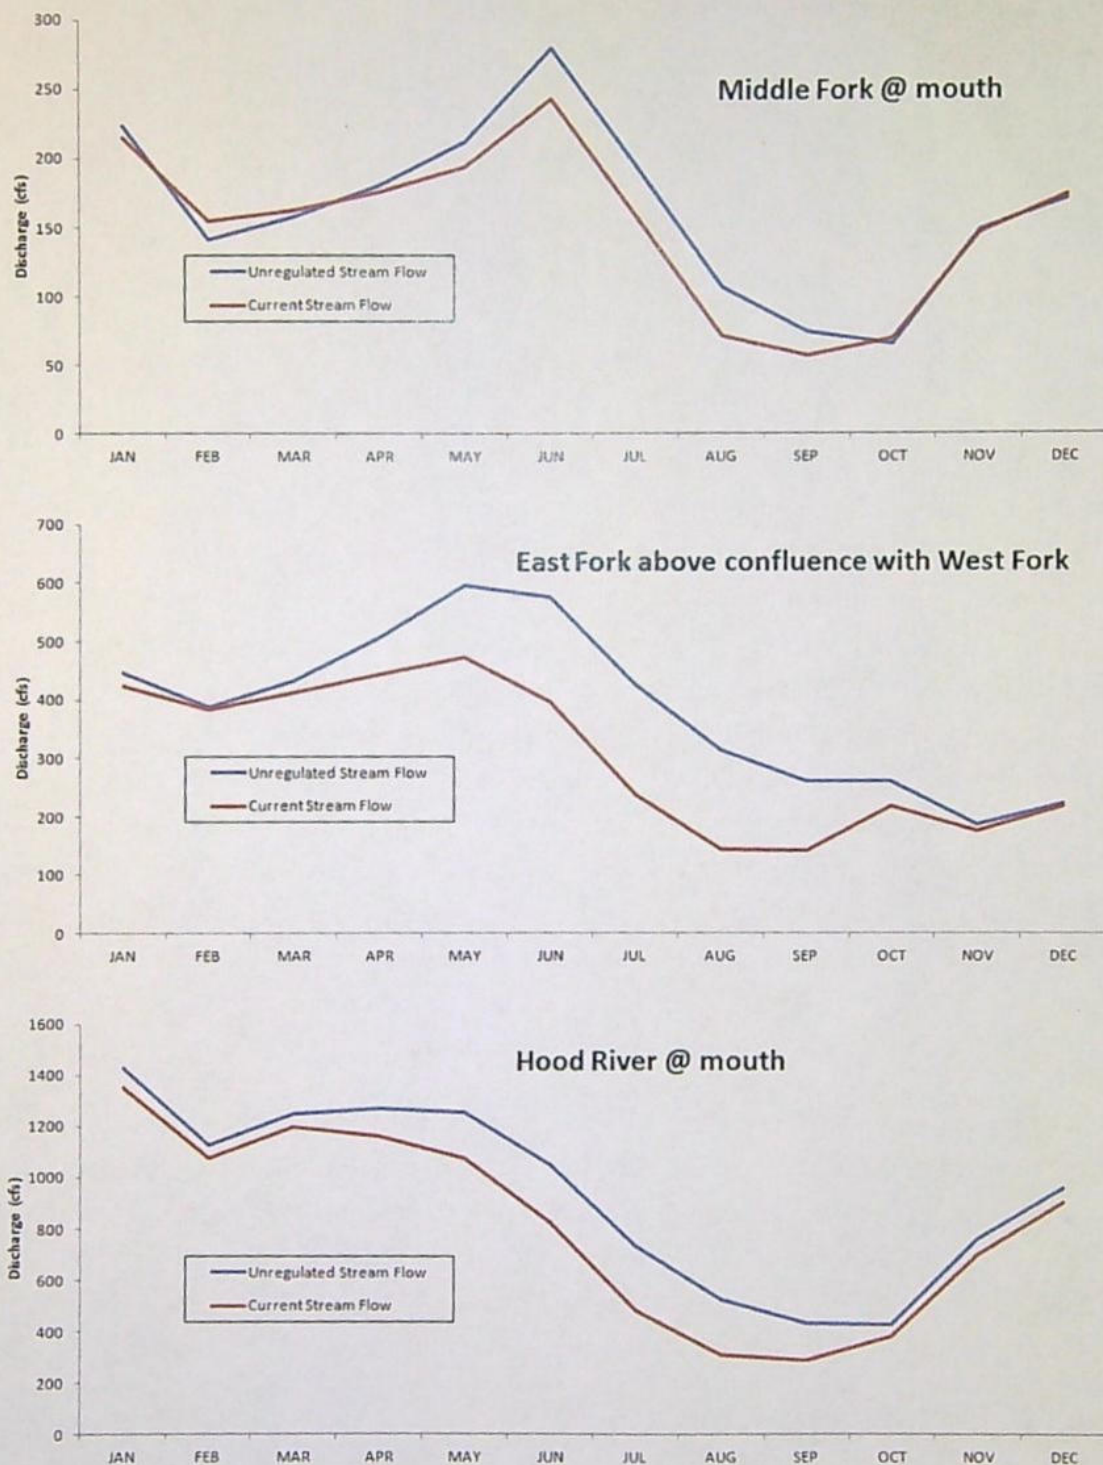 Middle Fork @ mouth
Discharge (cfs)
300
250
200
150
100
50
0
Unregulated Stream Flow
Current Stream Flow
JAN FEB MAR APR MAY JUN JUL AUG SEP OCT NOV DEC
East Fork above confluence with West Fork
Discharge (cfs)
700
600
500
400
300
200
100
0
Unregulated Stream Flow
Current Stream Flow
JAN FEB MAR APR MAY JUN JUL AUG SEP OCT NOV DEC
Hood River @ mouth
Discharge (cfs)
1600
1400
1200
1000
800
600
400
200
0
Unregulated Stream Flow
Current Stream Flow
JAN FEB MAR APR MAY JUN JUL AUG SEP OCT NOV DEC